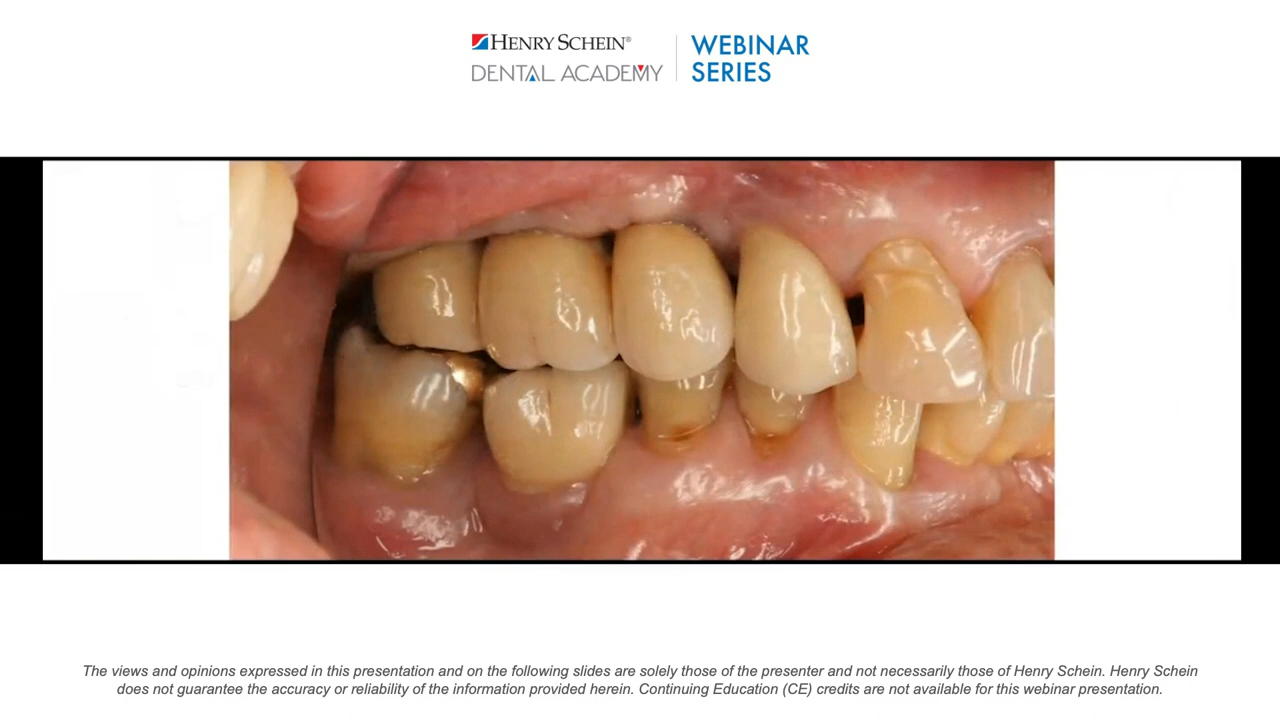 HENRY SCHEIN®
DENTAL ACADEMY
WEBINAR
SERIES
The views and opinions expressed in this presentation and on the following slides are solely those of the presenter and not necessarily those of Henry Schein. Henry Schein
does not guarantee the accuracy or reliability of the information provided herein. Continuing Education (CE) credits are not available for this webinar presentation.